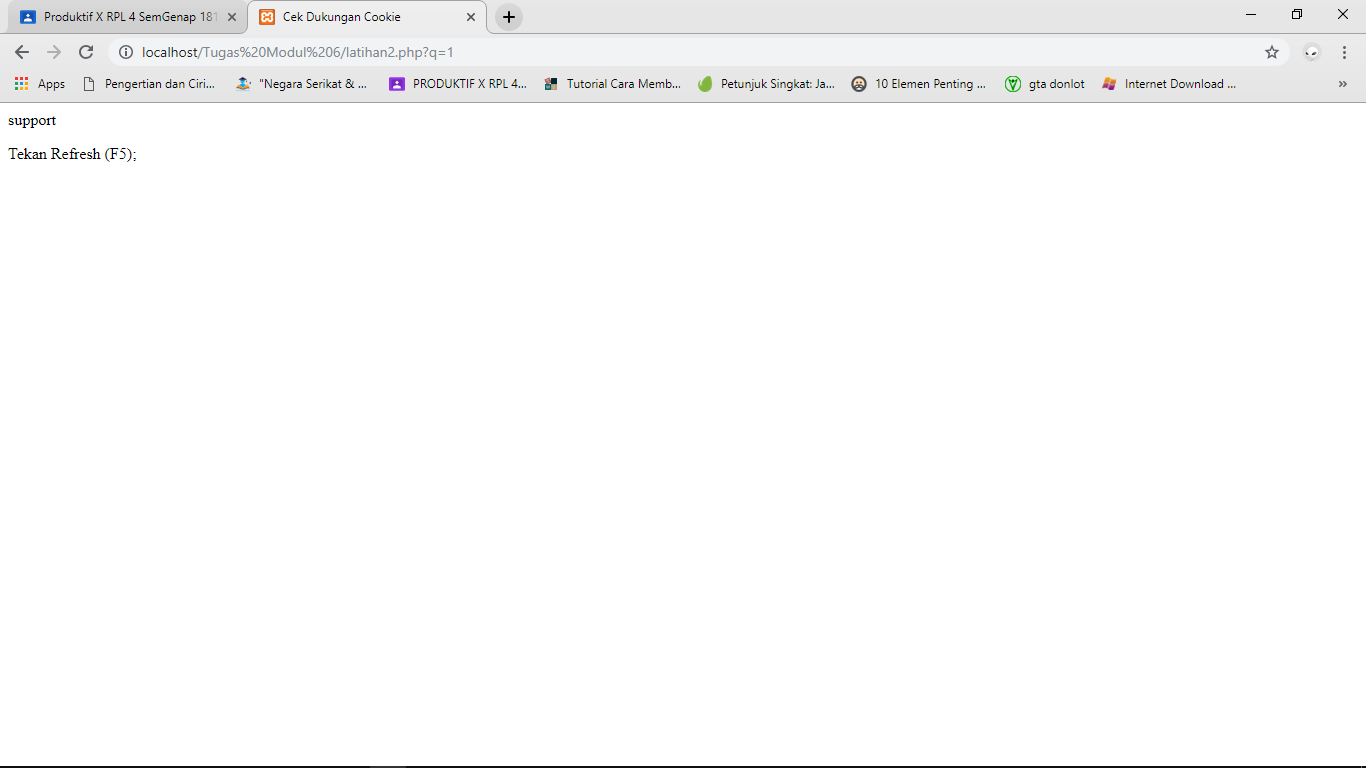 Produktif X RPL 4 SemGenap 181
Cek Dukungan Cookie
localhost/Tugas%20Modul%206/latihan2.php?q=1
Apps
Pengertian dan Ciri...
"Negara Serikat & ...
PRODUKTIF X RPL 4...
Tutorial Cara Memb...
Petunjuk Singkat: Ja...
10 Elemen Penting ...
gta donlot
Internet Download ...
support
Tekan Refresh (F5);